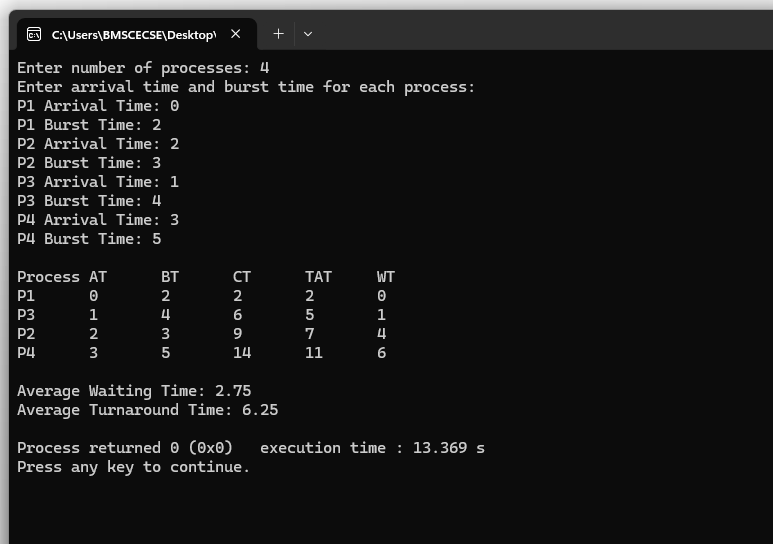 C:\Users\BMSCECSE\Desktop\
Enter number of processes: 4
Enter arrival time and burst time for each process:
P1 Arrival Time: 0
P1 Burst Time: 2
P2 Arrival Time: 2
P2 Burst Time: 3
P3 Arrival Time: 1
P3 Burst Time: 4
P4 Arrival Time: 3
P4 Burst Time: 5
Process AT BT CT TAT WT
P1 0 2 2 2 0
P3 1 4 6 5 1
P2 2 3 9 7 4
P4 3 5 14 11 6
Average Waiting Time: 2.75
Average Turnaround Time: 6.25
Process returned 0 (0x0) execution time : 13.369 s
Press any key to continue.